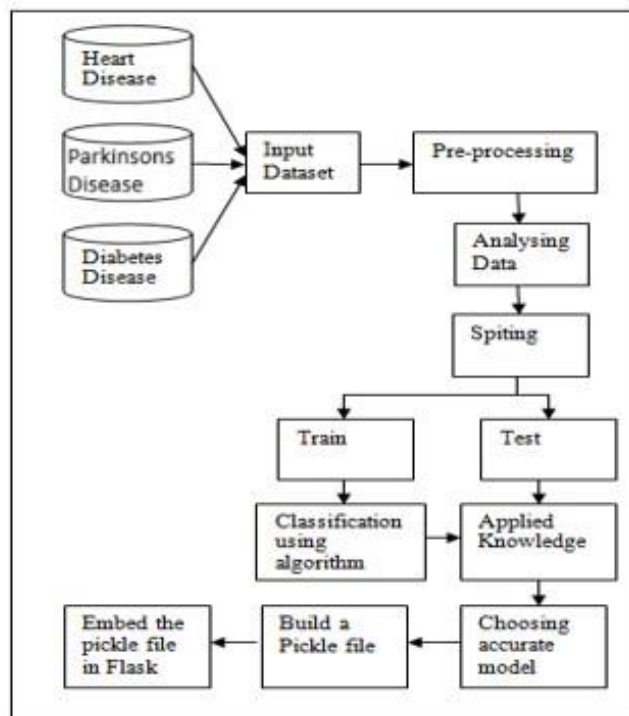 Heart
Disease
Parkinsons
Disease
Diabetes
Disease
Input
Dataset
Pre-processing
Analysing
Data
Spiting
Train
Test
Classification
using
algorithm
Applied
Knowledge
Choosing
accurate
model
Build a
Pickle file
Embed the
pickle file
in Flask